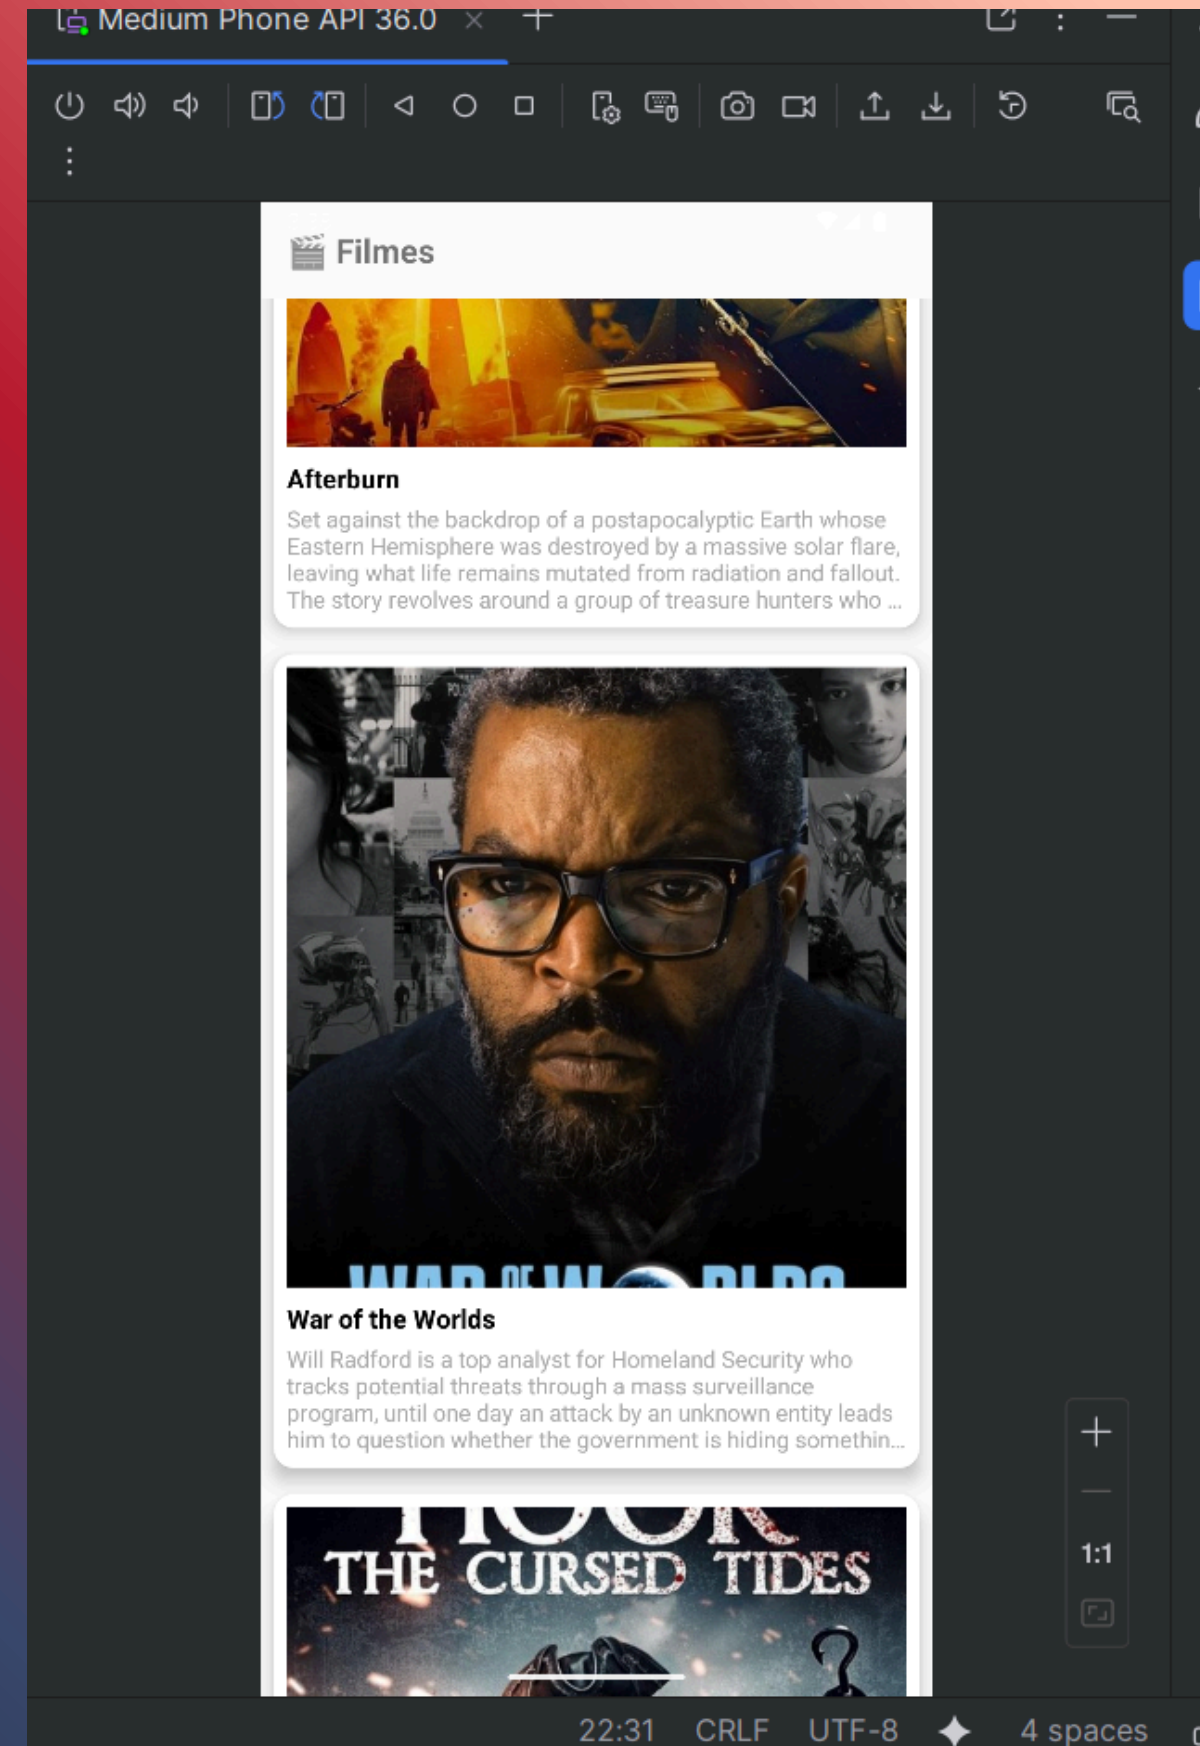 Medium Phone API 36.0
Filmes
Afterburn
Set against the backdrop of a postapocalyptic Earth whose
Eastern Hemisphere was destroyed by a massive solar flare,
leaving what life remains mutated from radiation and fallout.
The story revolves around a group of treasure hunters who ...
WAR OF WORLDS
War of the Worlds
Will Radford is a top analyst for Homeland Security who
tracks potential threats through a mass surveillance
program, until one day an attack by an unknown entity leads
him to question whether the government is hiding somethin...
HOOK
THE CURSED TIDES
1:1
22:31 CRLF UTF-8 4 spaces